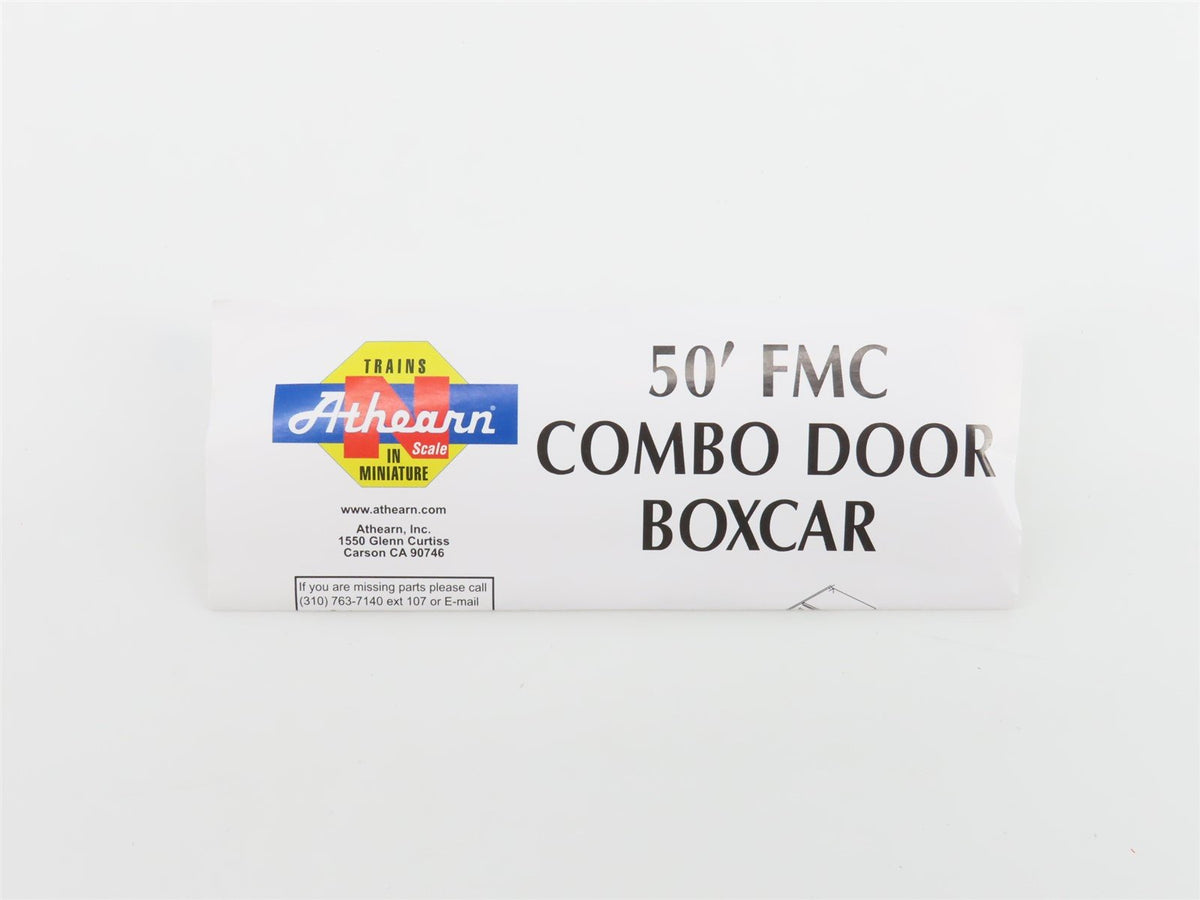 TRAINS
Athearn®
N Scale
IN
MINIATURE
www.athearn.com
Athearn, Inc.
1550 Glenn Curtiss
Carson CA 90746
If you are missing parts please call
(310) 763-7140 ext 107 or E-mail
50' FMC
COMBO DOOR
BOXCAR